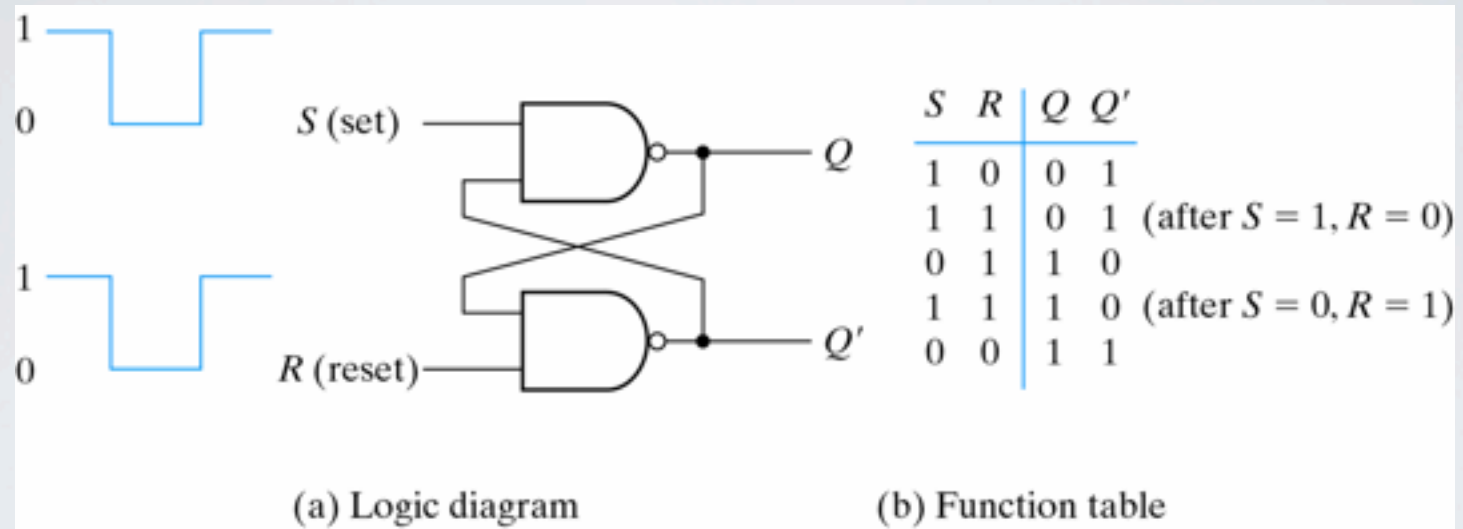 1
0
S (set)
Q
1
0
R (reset)
Q′
(a) Logic diagram
S R Q Q′
1 0 0 1
1 1 0 1 (after S = 1, R = 0)
0 1 1 0
1 1 1 0 (after S = 0, R = 1)
0 0 1 1
(b) Function table